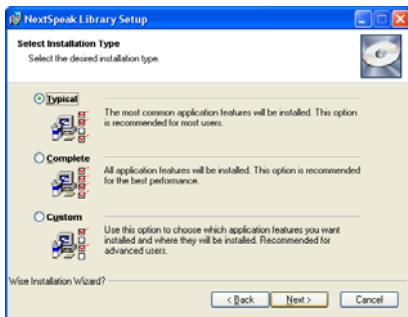 NextSpeak Library Setup
Select Installation Type
Select the desired installation type.
Typical
The most common application features will be installed. This option
is recommended for most users.
Complete
All application features will be installed. This option is recommended
for the best performance.
Custom
Use this option to choose which application features you want
installed and where they will be installed. Recommended for
advanced users.
Wise Installation Wizard?
< Back Next > Cancel